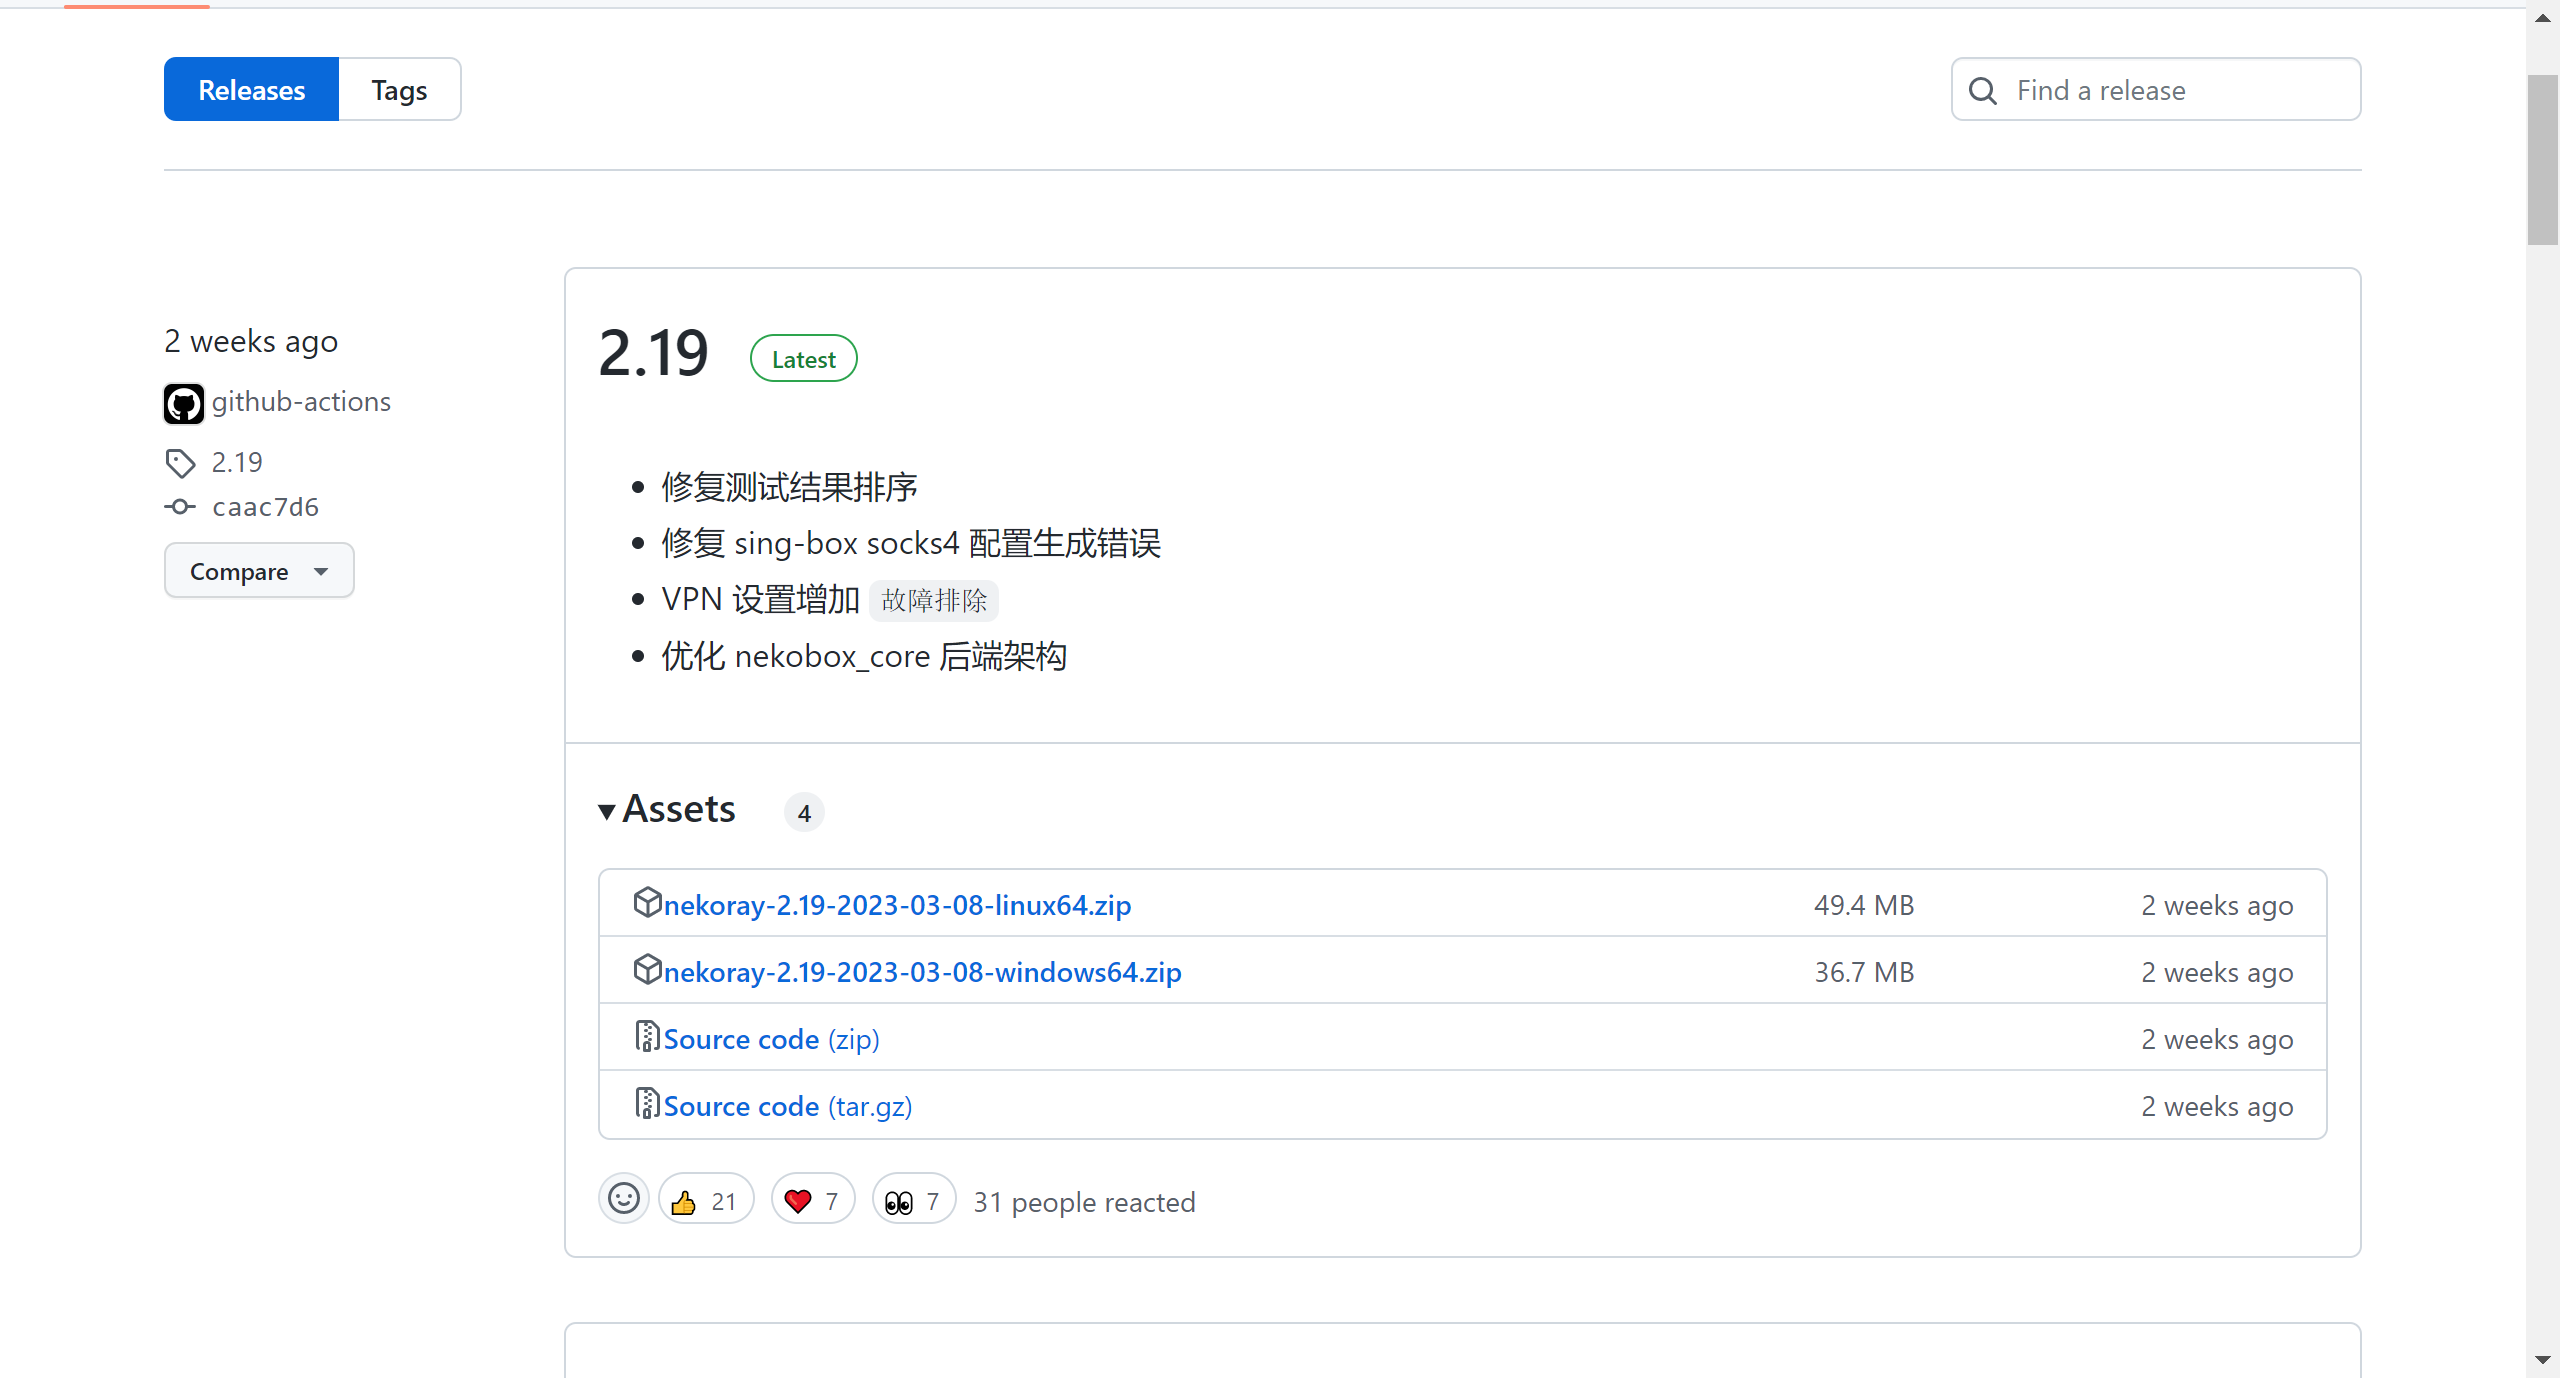 Releases
Tags
Find a release
2 weeks ago
github-actions
2.19
caac7d6
Compare
2.19
Latest
修复测试结果排序
修复 sing-box socks4 配置生成错误
VPN 设置增加 故障排除
优化 nekobox_core 后端架构
Assets 4
nekoray-2.19-2023-03-08-linux64.zip 49.4 MB 2 weeks ago
nekoray-2.19-2023-03-08-windows64.zip 36.7 MB 2 weeks ago
Source code (zip) 2 weeks ago
Source code (tar.gz) 2 weeks ago
21 7 7 31 people reacted